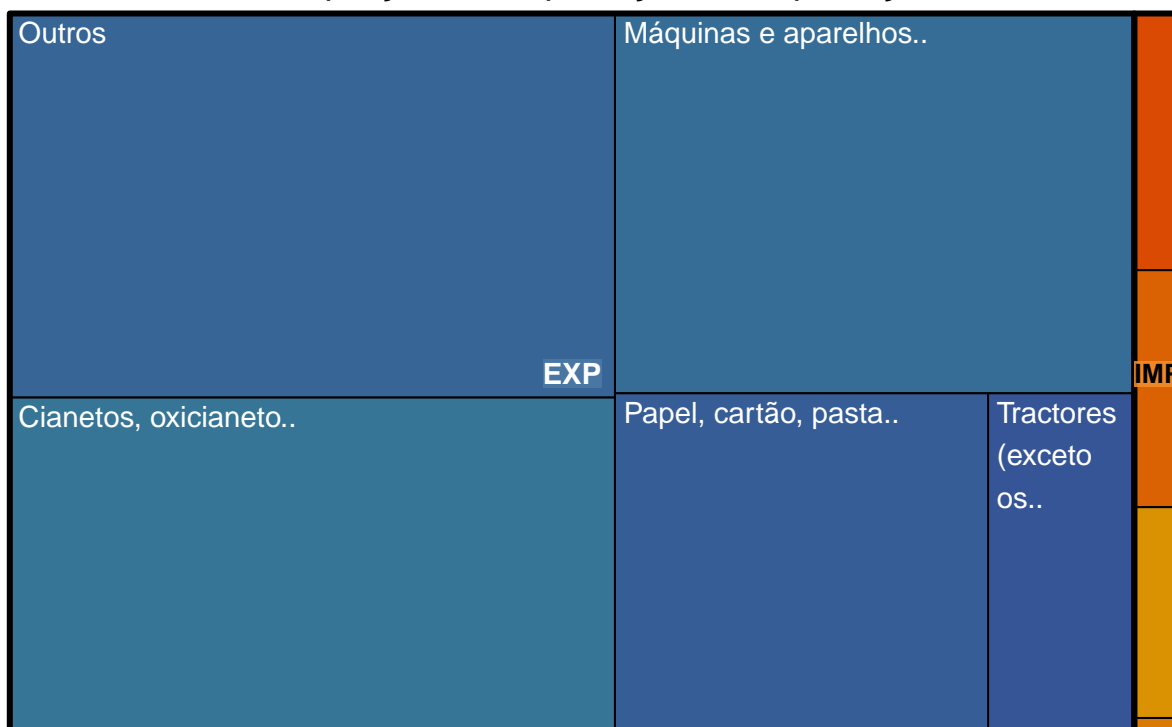 Outros
Máquinas e aparelhos..
EXP
Cianetos, oxicianeto..
Papel, cartão, pasta..
Tractores
(exceto
os..